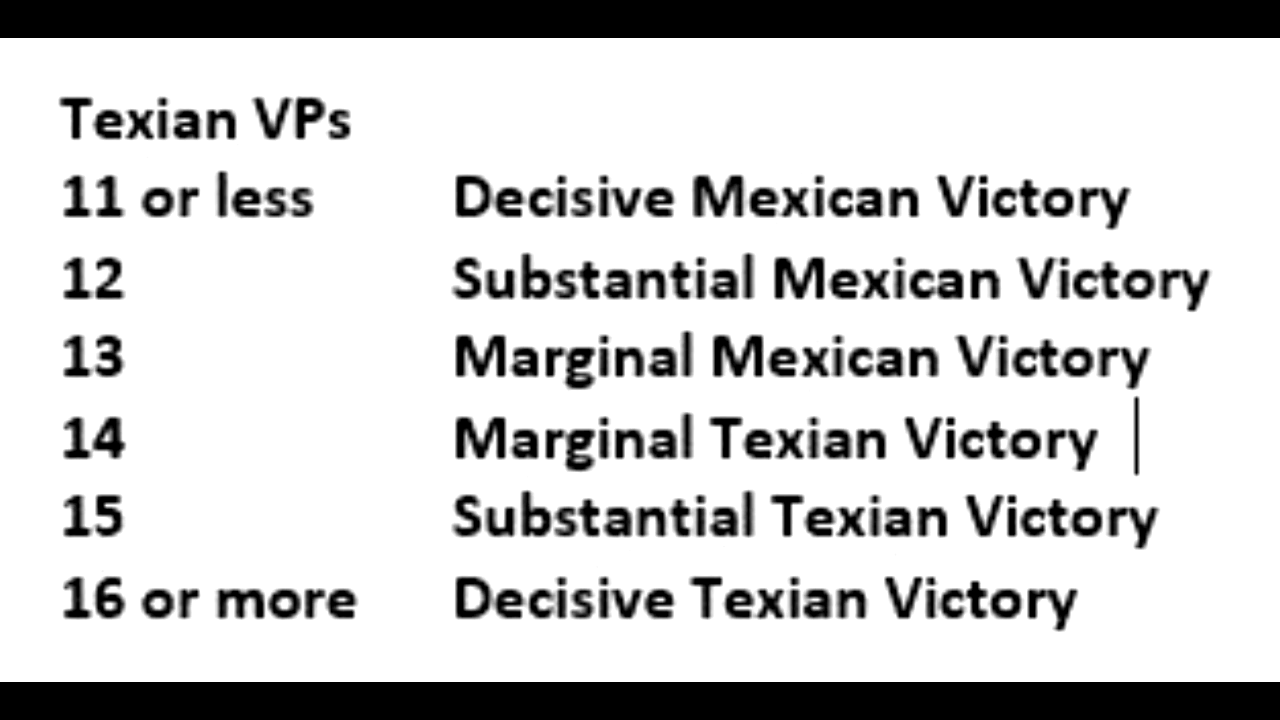 Texian VPs
11 or less Decisive Mexican Victory
12 Substantial Mexican Victory
13 Marginal Mexican Victory
14 Marginal Texian Victory
15 Substantial Texian Victory
16 or more Decisive Texian Victory